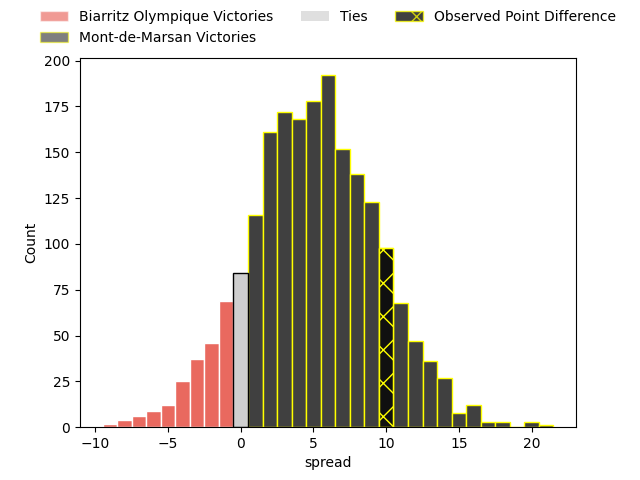 Biarritz Olympique Victories
Ties
Observed Point Difference
Mont-de-Marsan Victories
200
175
150
125
100
75
50
25
0
Count
−10
−5
0
5
10
15
20
spread